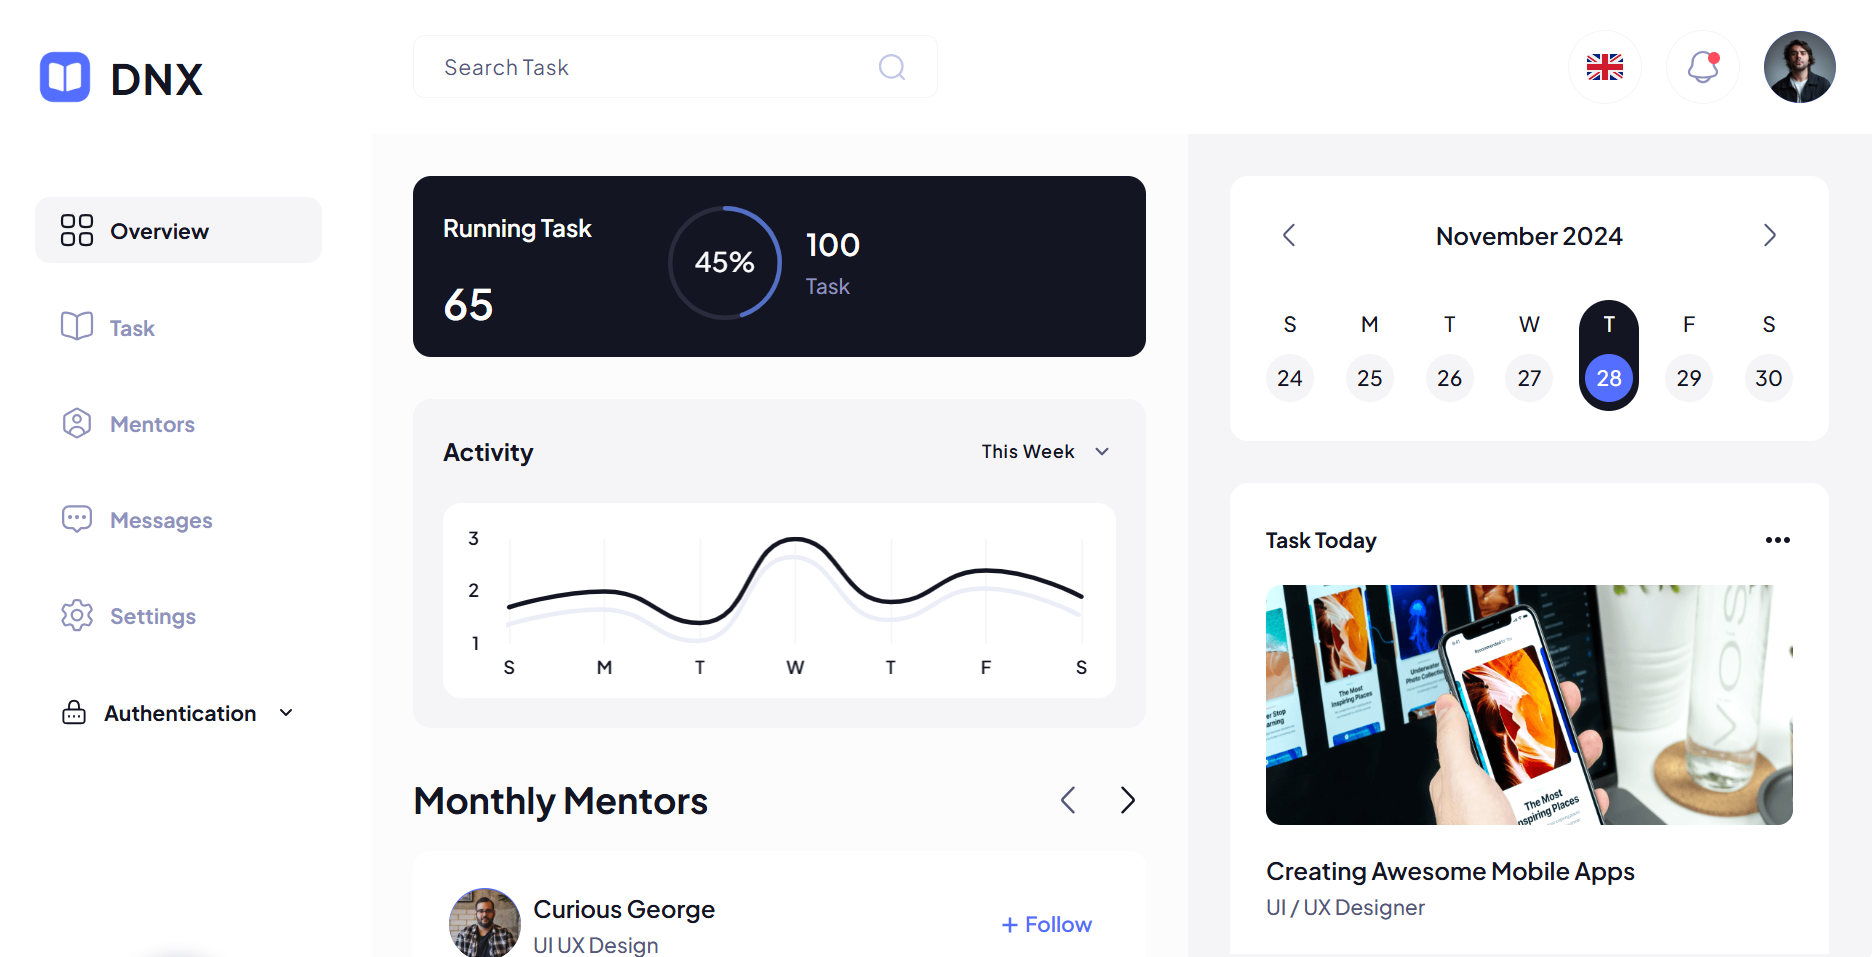 DNX
Search Task
Overview
Task
Mentors
Messages
Settings
Authentication
Running Task
65
45%
100
Task
Activity
This Week
3
2
1
S M T W T F S
Monthly Mentors
Curious George
UI UX Design
+ Follow
November 2024
S M T W T F S
24 25 26 27 28 29 30
Task Today
Underwater
Photo Collection
The Most
Inspiring Places
The Most
Inspiring Places
Creating Awesome Mobile Apps
UI / UX Designer